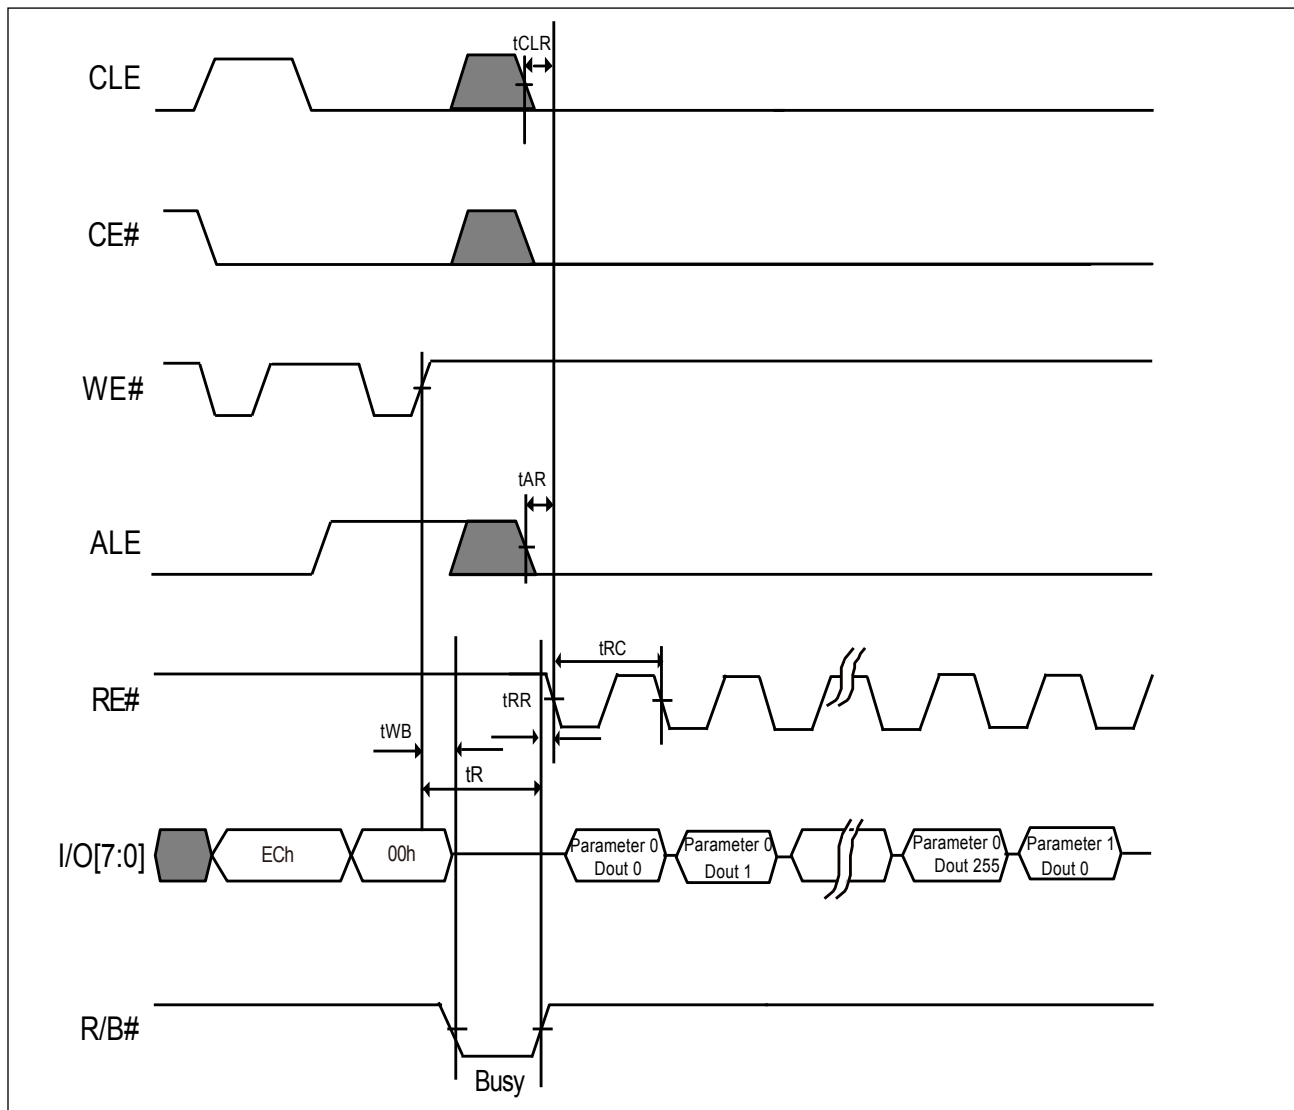 tCLR
CLE
CE#
WE#
tAR
ALE
tRC
RE#
tRR
tWB
tR
I/O[7:0]
ECh
00h
Parameter 0
Dout 0
Parameter 0
Dout 1
Parameter 0
Dout 255
Parameter 1
Dout 0
R/B#
Busy